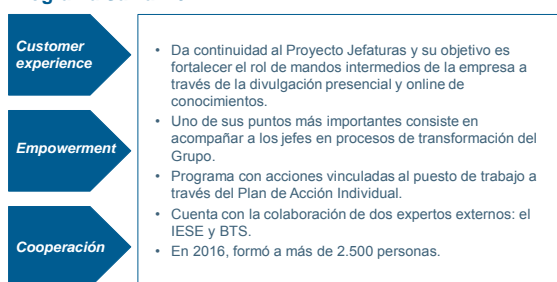 Customer
experience
Empowerment
Cooperación
• Da continuidad al Proyecto Jefaturas y su objetivo es
fortalecer el rol de mandos intermedios de la empresa a
través de la divulgación presencial y online de
conocimientos.
• Uno de sus puntos más importantes consiste en
acompañar a los jefes en procesos de transformación del
Grupo.
• Programa con acciones vinculadas al puesto de trabajo a
través del Plan de Acción Individual.
• Cuenta con la colaboración de dos expertos externos: el
IESE y BTS.
• En 2016, formó a más de 2.500 personas.